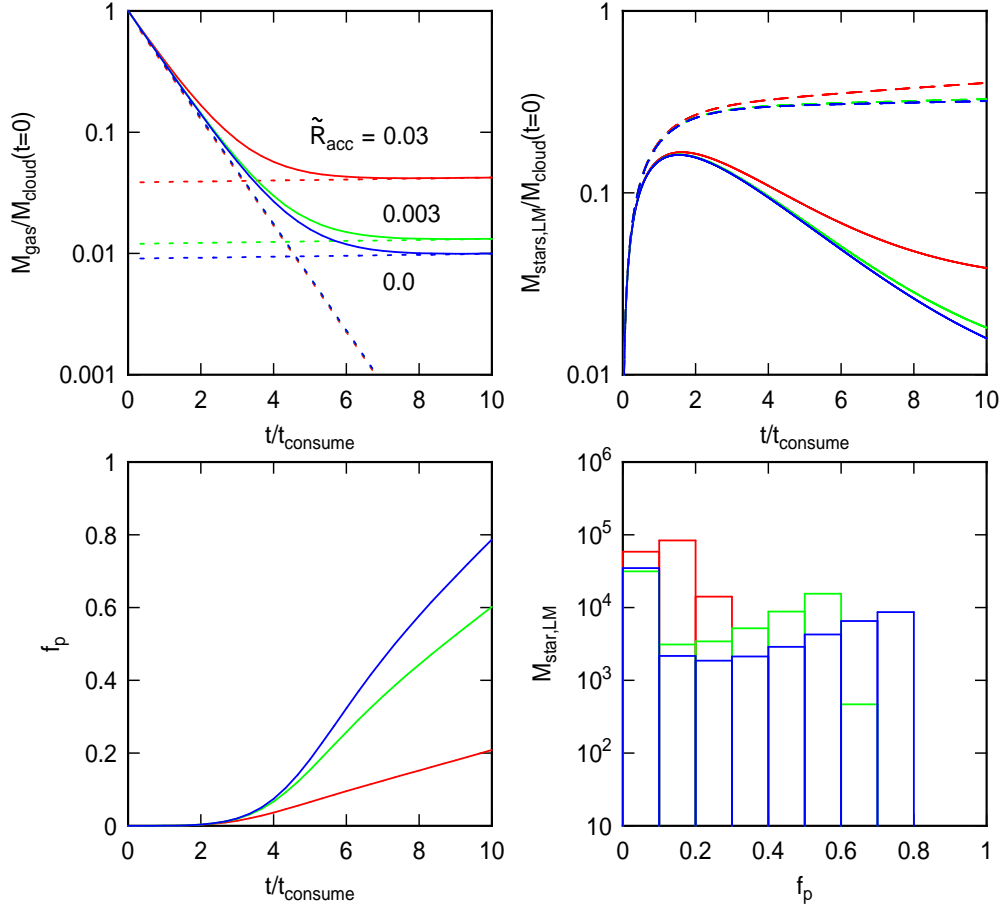 M_gas/M_cloud(t=0)
1
0.1
0.01
0.001
R̃_acc = 0.03
0.003
0.0
0 2 4 6 8 10
t/t_consume
M_stars,LM/M_cloud(t=0)
1
0.1
0.01
0 2 4 6 8 10
t/t_consume
f_p
1
0.8
0.6
0.4
0.2
0
0 2 4 6 8 10
t/t_consume
M_star,LM
10^6
10^5
10^4
10^3
10^2
10
0 0.2 0.4 0.6 0.8 1
f_p